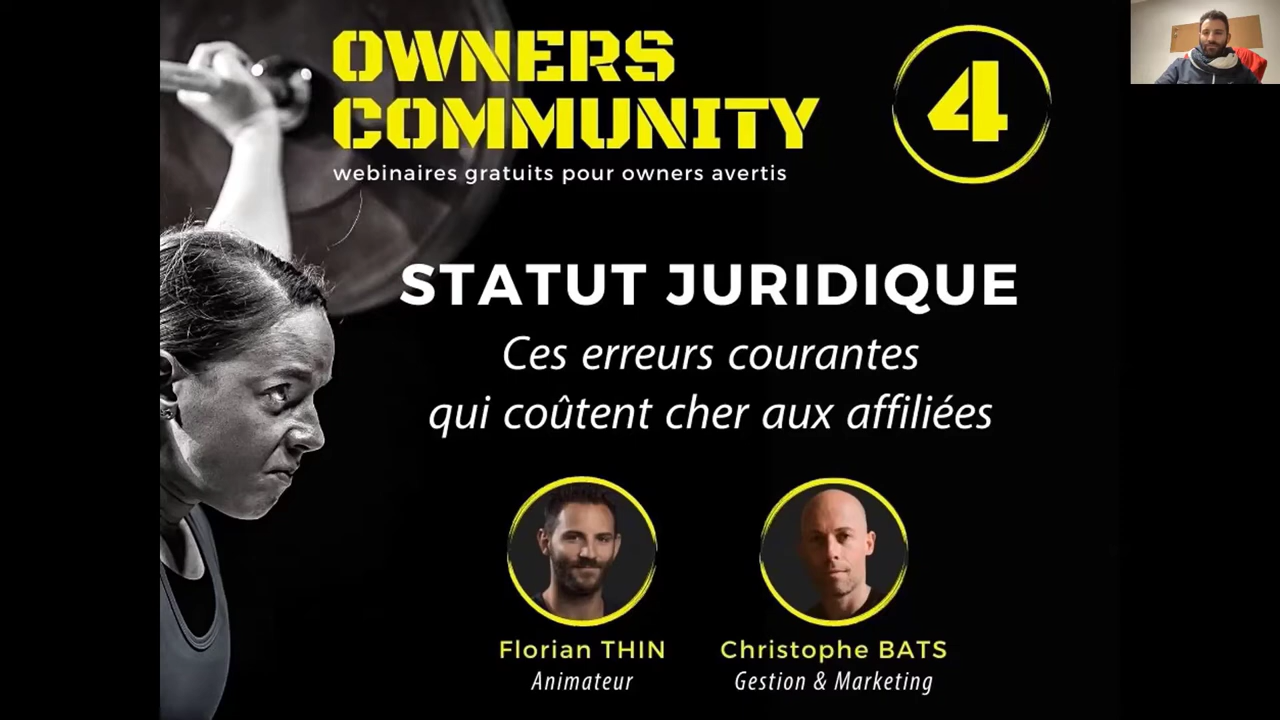 OWNERS
COMMUNITY
webinaires gratuits pour owners avertis
4
STATUT JURIDIQUE
Ces erreurs courantes
qui coûtent cher aux affiliées
Florian THIN
Animateur
Christophe BATS
Gestion & Marketing